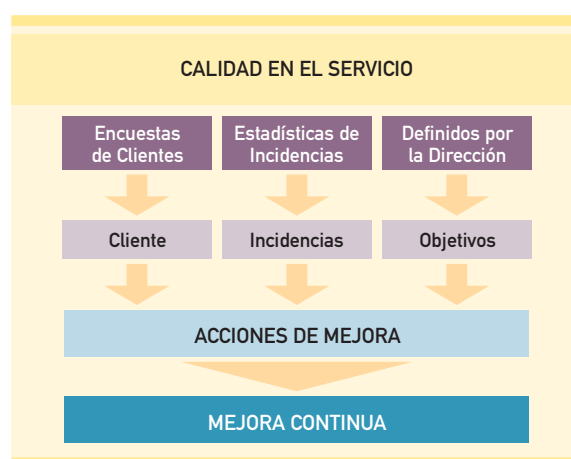 CALIDAD EN EL SERVICIO
Encuestas
de Clientes
Estadísticas de
Incidencias
Definidos por
la Dirección
Cliente
Incidencias
Objetivos
ACCIONES DE MEJORA
MEJORA CONTINUA